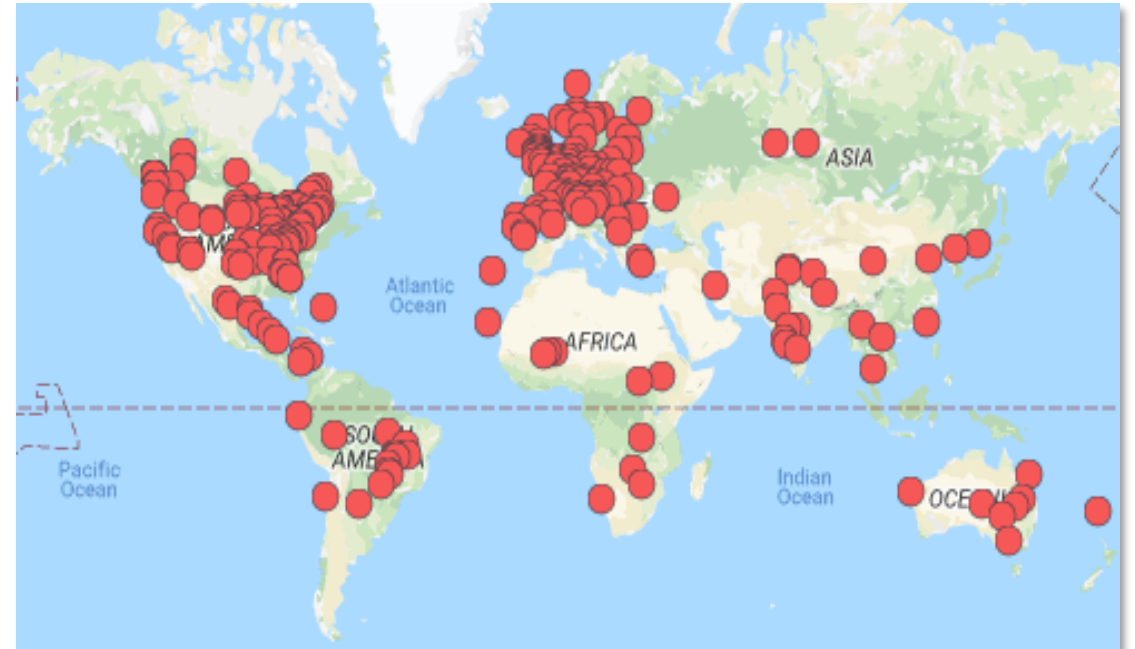 ASIA
Atlantic
Ocean
AFRICA
Pacific
Ocean
Indian
Ocean